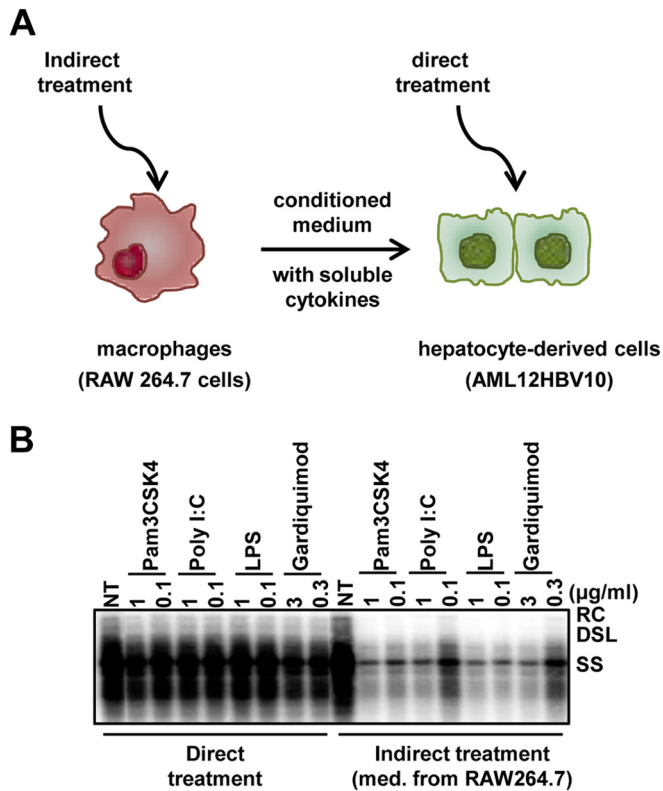 A
Indirect
treatment
direct
treatment
conditioned
medium
with soluble
cytokines
macrophages
(RAW 264.7 cells)
hepatocyte-derived cells
(AML12HBV10)
B
Pam3CSK4 Poly I:C LPS Gardiquimod Pam3CSK4 Poly I:C LPS Gardiquimod
NT 1 0.1 1 0.1 1 0.1 3 0.3 NT 1 0.1 1 0.1 1 0.1 3 0.3 (μg/ml)
RC
DSL
SS
Direct
treatment
Indirect treatment
(med. from RAW264.7)